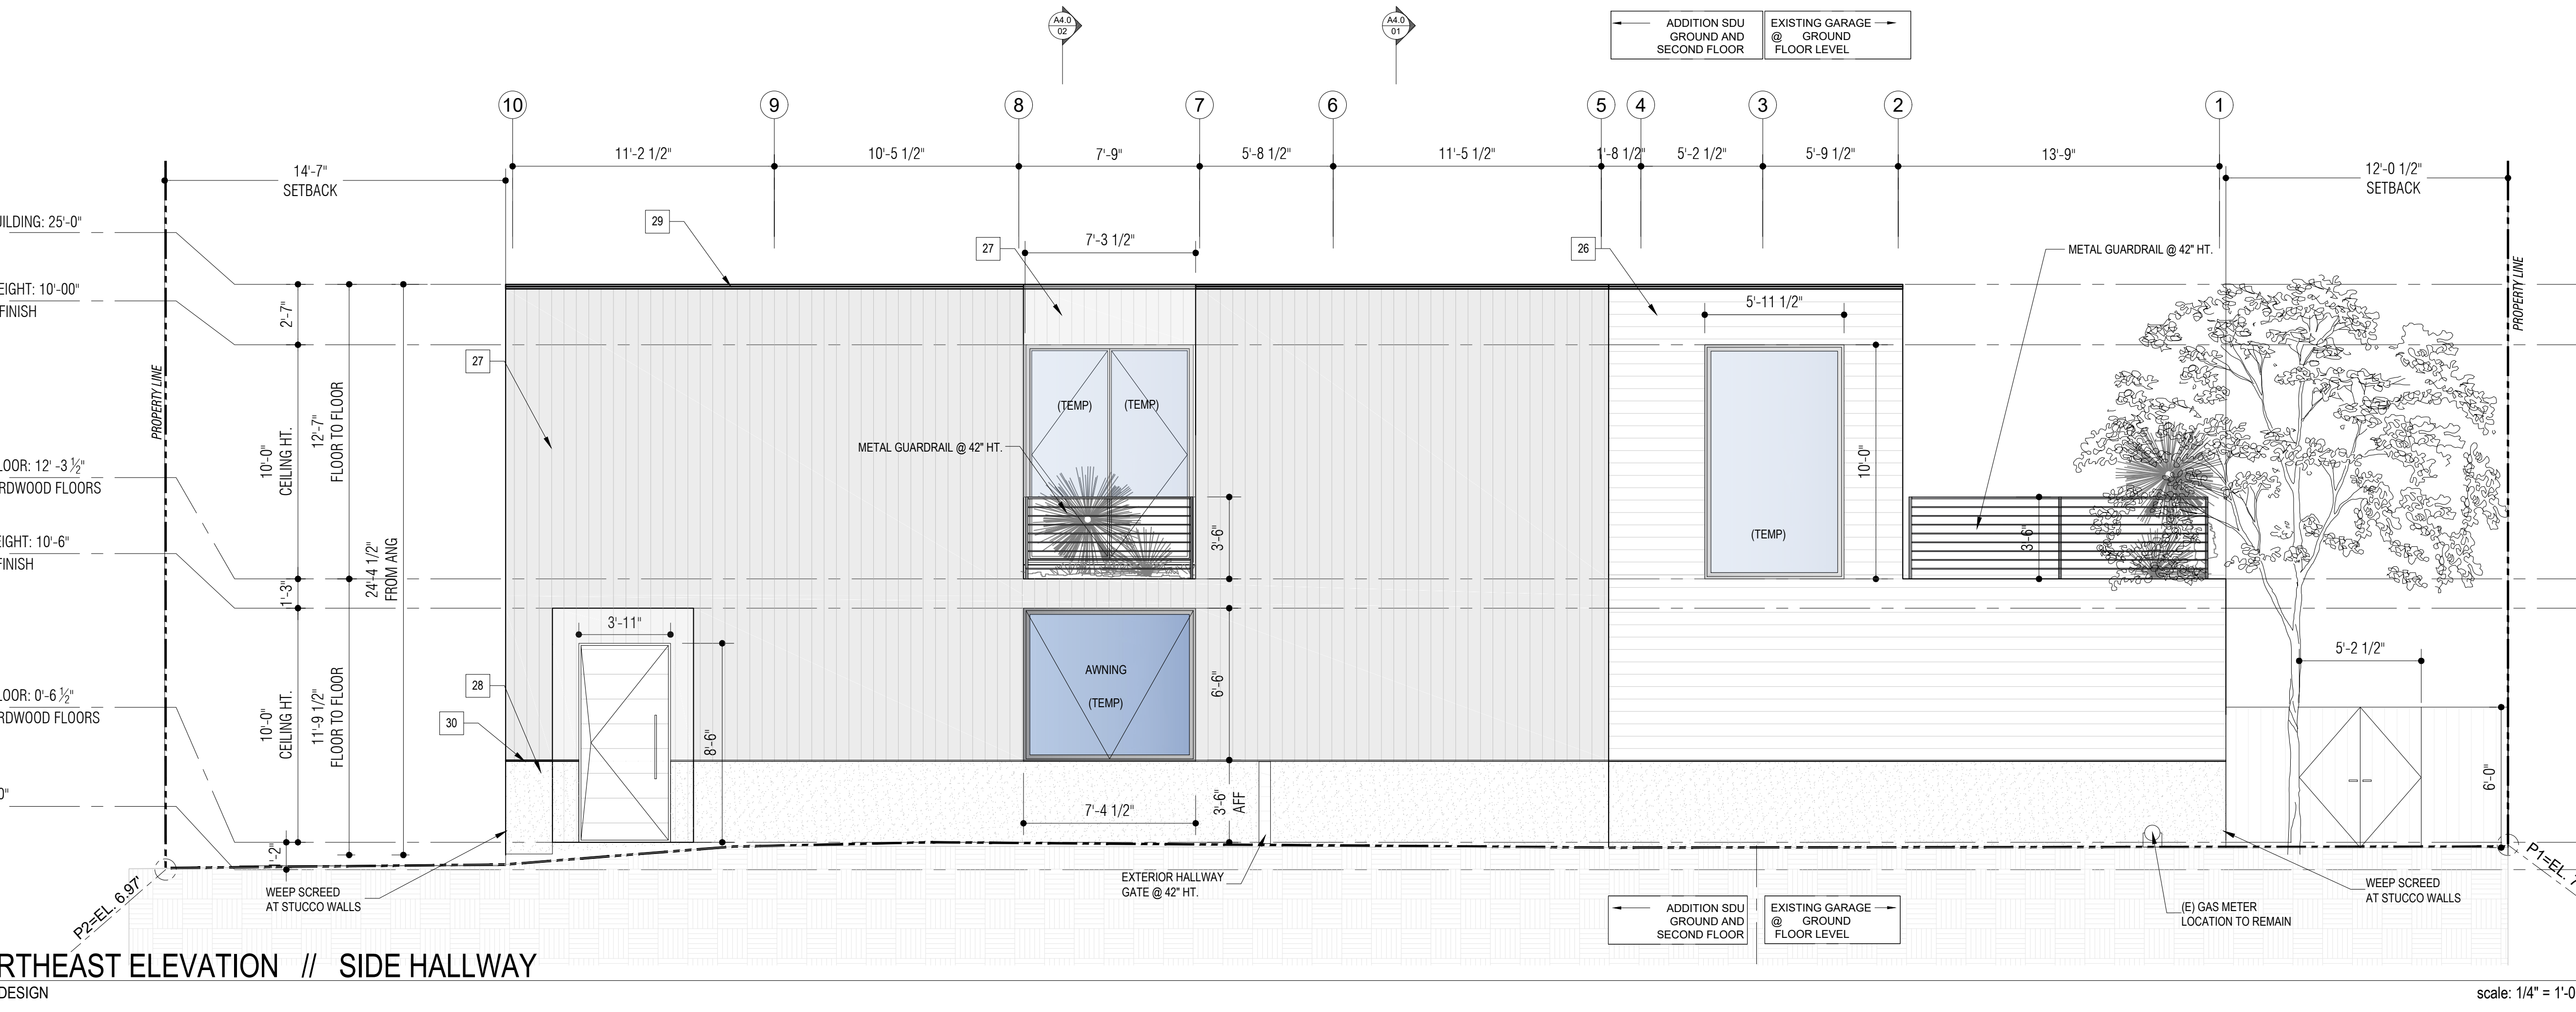 A4.0
02
A4.0
01
ADDITION SDU
GROUND AND
SECOND FLOOR
EXISTING GARAGE
@ GROUND
FLOOR LEVEL
10
9
8
7
6
5
4
3
2
1
11'-2 1/2"
10'-5 1/2"
7'-9"
5'-8 1/2"
11'-5 1/2"
1'-8 1/2"
5'-2 1/2"
5'-9 1/2"
13'-9"
14'-7"
SETBACK
12'-0 1/2"
SETBACK
UILDING: 25'-0"
29
27
7'-3 1/2"
26
METAL GUARDRAIL @ 42" HT.
EIGHT: 10'-00"
FINISH
2'-7"
5'-11 1/2"
PROPERTY LINE
PROPERTY LINE
27
(TEMP)
(TEMP)
METAL GUARDRAIL @ 42" HT.
10'-0"
CEILING HT.
12'-7"
FLOOR TO FLOOR
10'-0"
LOOR: 12' -3 ½"
RDWOOD FLOORS
24'-4 1/2"
FROM ANG
3'-6"
(TEMP)
3'-6"
EIGHT: 10'-6"
FINISH
1'-3"
3'-11"
5'-2 1/2"
AWNING
(TEMP)
6'-6"
28
30
LOOR: 0'-6 ½"
RDWOOD FLOORS
10'-0"
CEILING HT.
11'-9 1/2"
FLOOR TO FLOOR
8'-6"
6'-0"
0"
7'-4 1/2"
3'-6"
AFF
'-2"
P2=EL. 6.97'
P1=EL. 7
WEEP SCREED
AT STUCCO WALLS
EXTERIOR HALLWAY
GATE @ 42" HT.
ADDITION SDU
GROUND AND
SECOND FLOOR
EXISTING GARAGE
@ GROUND
FLOOR LEVEL
(E) GAS METER
LOCATION TO REMAIN
WEEP SCREED
AT STUCCO WALLS
RTHEAST ELEVATION // SIDE HALLWAY
DESIGN
scale: 1/4" = 1'-0